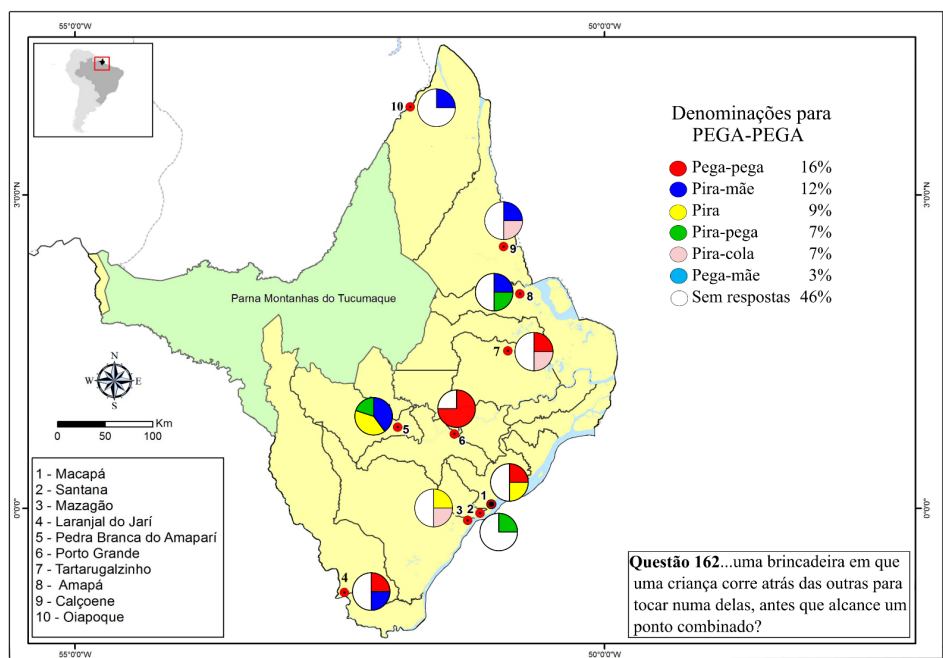 55°0'0"W
50°0'0"W
10
Denominações para
PEGA-PEGA
Pega-pega 16%
Pira-mãe 12%
Pira 9%
Pira-pega 7%
Pira-cola 7%
Pega-mãe 3%
Sem respostas 46%
3°0'0"N
3°0'0"N
9
8
Parna Montanhas do Tucumaque
7
N
W E
S
Km
0 50 100
5
6
1
2
3
4
0°0'0"
0°0'0"
1 - Macapá
2 - Santana
3 - Mazagão
4 - Laranjal do Jarí
5 - Pedra Branca do Amaparí
6 - Porto Grande
7 - Tartarugalzinho
8 - Amapá
9 - Calçoene
10 - Oiapoque
Questão 162...uma brincadeira em que
uma criança corre atrás das outras para
tocar numa delas, antes que alcance um
ponto combinado?
55°0'0"W
50°0'0"W